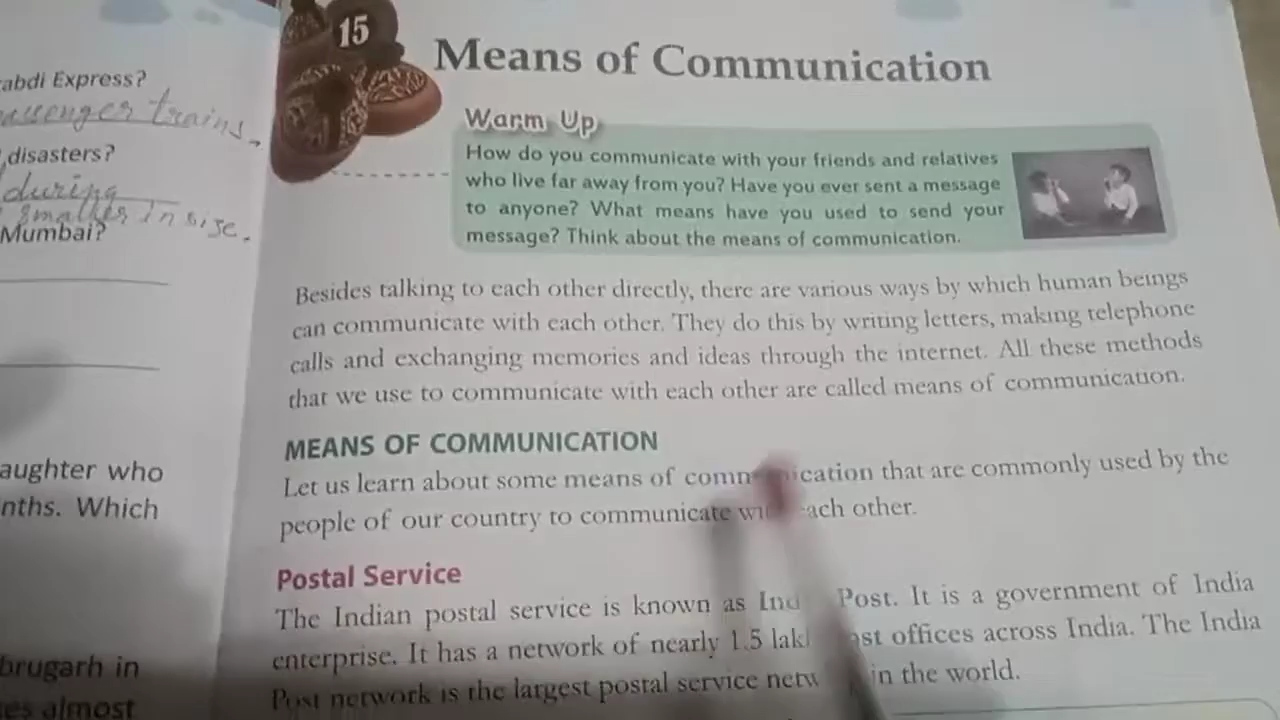 abdi Express?
passenger trains.
disasters?
during
smaller in size.
Mumbai?
aughter who
nths. Which
brugarh in
es almost
15
Means of Communication
Warm Up
How do you communicate with your friends and relatives
who live far away from you? Have you ever sent a message
to anyone? What means have you used to send your
message? Think about the means of communication.
Besides talking to each other directly, there are various ways by which human beings
can communicate with each other. They do this by writing letters, making telephone
calls and exchanging memories and ideas through the internet. All these methods
that we use to communicate with each other are called means of communication.
MEANS OF COMMUNICATION
Let us learn about some means of communication that are commonly used by the
people of our country to communicate with each other.
Postal Service
The Indian postal service is known as Ind Post. It is a government of India
enterprise. It has a network of nearly 1.5 lakh post offices across India. The India
Post network is the largest postal service netw in the world.